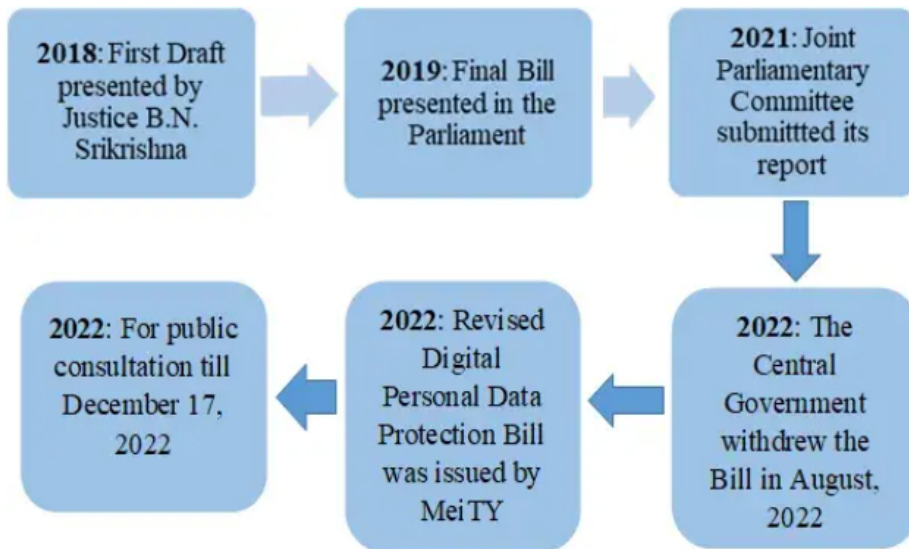 2018: First Draft
presented by
Justice B.N.
Srikrishna
2019: Final Bill
presented in the
Parliament
2021: Joint
Parliamentary
Committee
submittted its
report
2022: The
Central
Government
withdrew the
Bill in August,
2022
2022: Revised
Digital
Personal Data
Protection Bill
was issued by
MeiTY
2022: For public
consultation till
December 17,
2022